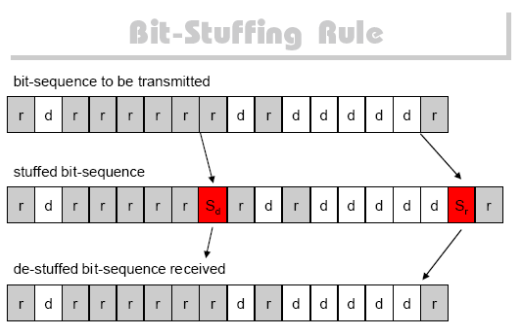 Bit-Stuffing Rule
bit-sequence to be transmitted
r d r r r r r r d r d d d d d r
stuffed bit-sequence
r d r r r r r S_d r d r d d d d d S_r r
de-stuffed bit-sequence received
r d r r r r r r d r d d d d d r